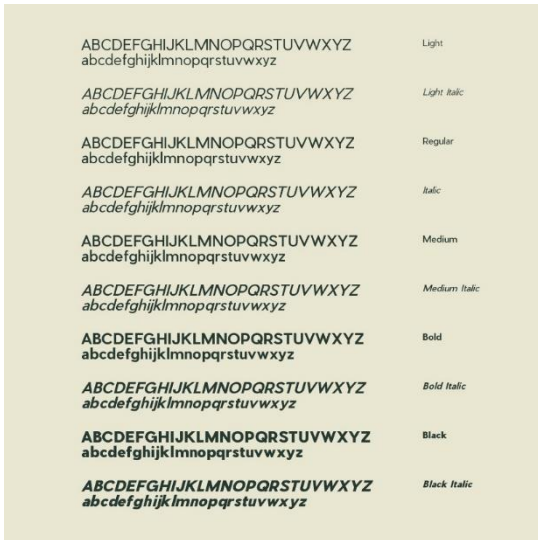 ABCDEFGHIJKLMNOPQRSTUVWXYZ Light
abcdefghijklmnopqrstuvwxyz
ABCDEFGHIJKLMNOPQRSTUVWXYZ Light Italic
abcdefghijklmnopqrstuvwxyz
ABCDEFGHIJKLMNOPQRSTUVWXYZ Regular
abcdefghijklmnopqrstuvwxyz
ABCDEFGHIJKLMNOPQRSTUVWXYZ Italic
abcdefghijklmnopqrstuvwxyz
ABCDEFGHIJKLMNOPQRSTUVWXYZ Medium
abcdefghijklmnopqrstuvwxyz
ABCDEFGHIJKLMNOPQRSTUVWXYZ Medium Italic
abcdefghijklmnopqrstuvwxyz
ABCDEFGHIJKLMNOPQRSTUVWXYZ Bold
abcdefghijklmnopqrstuvwxyz
ABCDEFGHIJKLMNOPQRSTUVWXYZ Bold Italic
abcdefghijklmnopqrstuvwxyz
ABCDEFGHIJKLMNOPQRSTUVWXYZ Black
abcdefghijklmnopqrstuvwxyz
ABCDEFGHIJKLMNOPQRSTUVWXYZ Black Italic
abcdefghijklmnopqrstuvwxyz